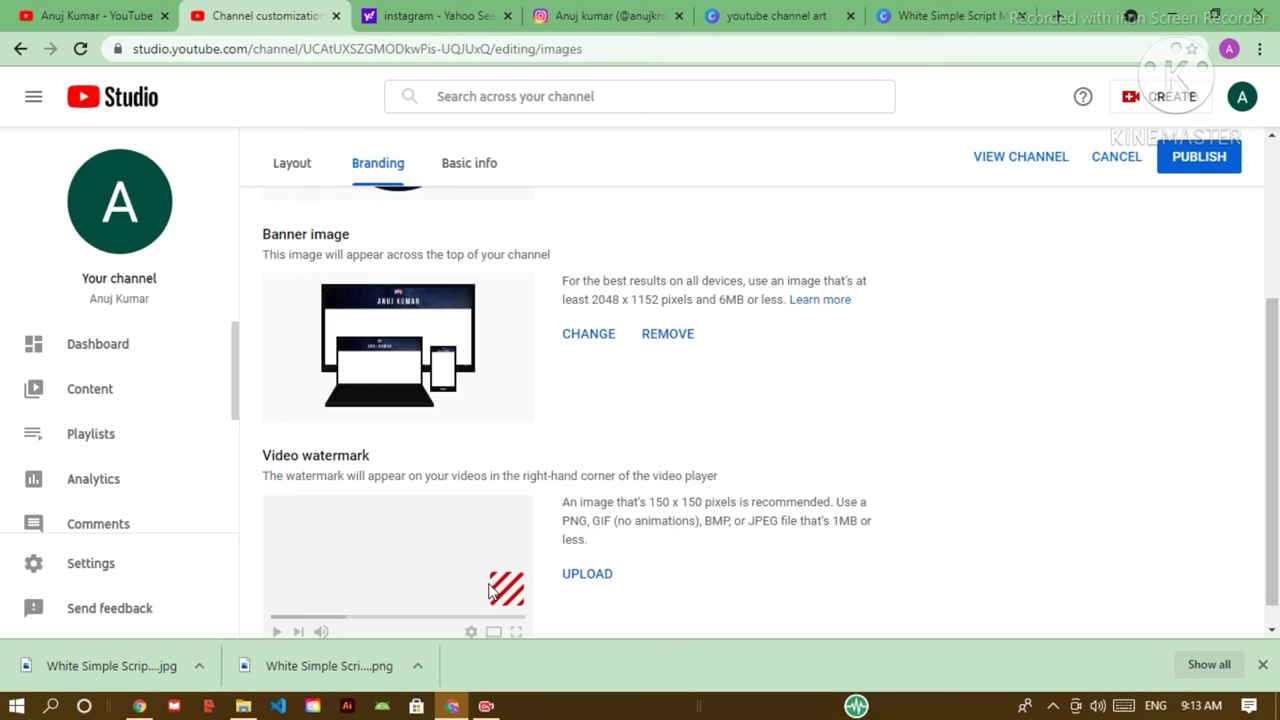 Anuj Kumar - YouTube
Channel customizatio
instagram - Yahoo Sea
Anuj kumar (@anujkro
youtube channel art
White Simple Script M
Recorded with iFun Screen Recorder
studio.youtube.com/channel/UCAtUXSZGMODkwPis-UQJUxQ/editing/images
A
Studio
Search across your channel
CREATE
A
K
KINEMASTER
Layout
Branding
Basic info
VIEW CHANNEL
CANCEL
PUBLISH
A
Your channel
Anuj Kumar
Dashboard
Content
Playlists
Analytics
Comments
Settings
Send feedback
Banner image
This image will appear across the top of your channel
ANUJ KUMAR
ANUJ KUMAR
For the best results on all devices, use an image that's at
least 2048 x 1152 pixels and 6MB or less. Learn more
CHANGE
REMOVE
Video watermark
The watermark will appear on your videos in the right-hand corner of the video player
An image that's 150 x 150 pixels is recommended. Use a
PNG, GIF (no animations), BMP, or JPEG file that's 1MB or
less.
UPLOAD
White Simple Scrip....jpg
White Simple Scri....png
Show all
Ai
ENG
9:13 AM